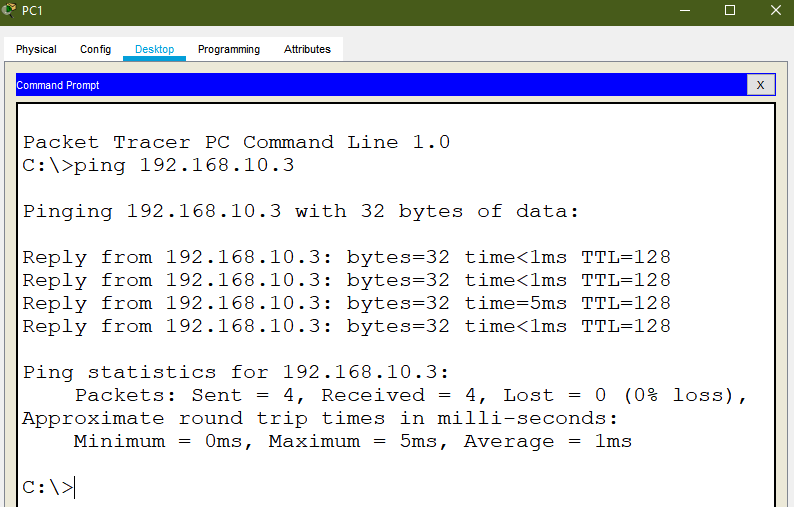 PC1
Physical Config Desktop Programming Attributes
Command Prompt X
Packet Tracer PC Command Line 1.0
C:\>ping 192.168.10.3
Pinging 192.168.10.3 with 32 bytes of data:
Reply from 192.168.10.3: bytes=32 time<1ms TTL=128
Reply from 192.168.10.3: bytes=32 time<1ms TTL=128
Reply from 192.168.10.3: bytes=32 time=5ms TTL=128
Reply from 192.168.10.3: bytes=32 time<1ms TTL=128
Ping statistics for 192.168.10.3:
Packets: Sent = 4, Received = 4, Lost = 0 (0% loss),
Approximate round trip times in milli-seconds:
Minimum = 0ms, Maximum = 5ms, Average = 1ms
C:\>